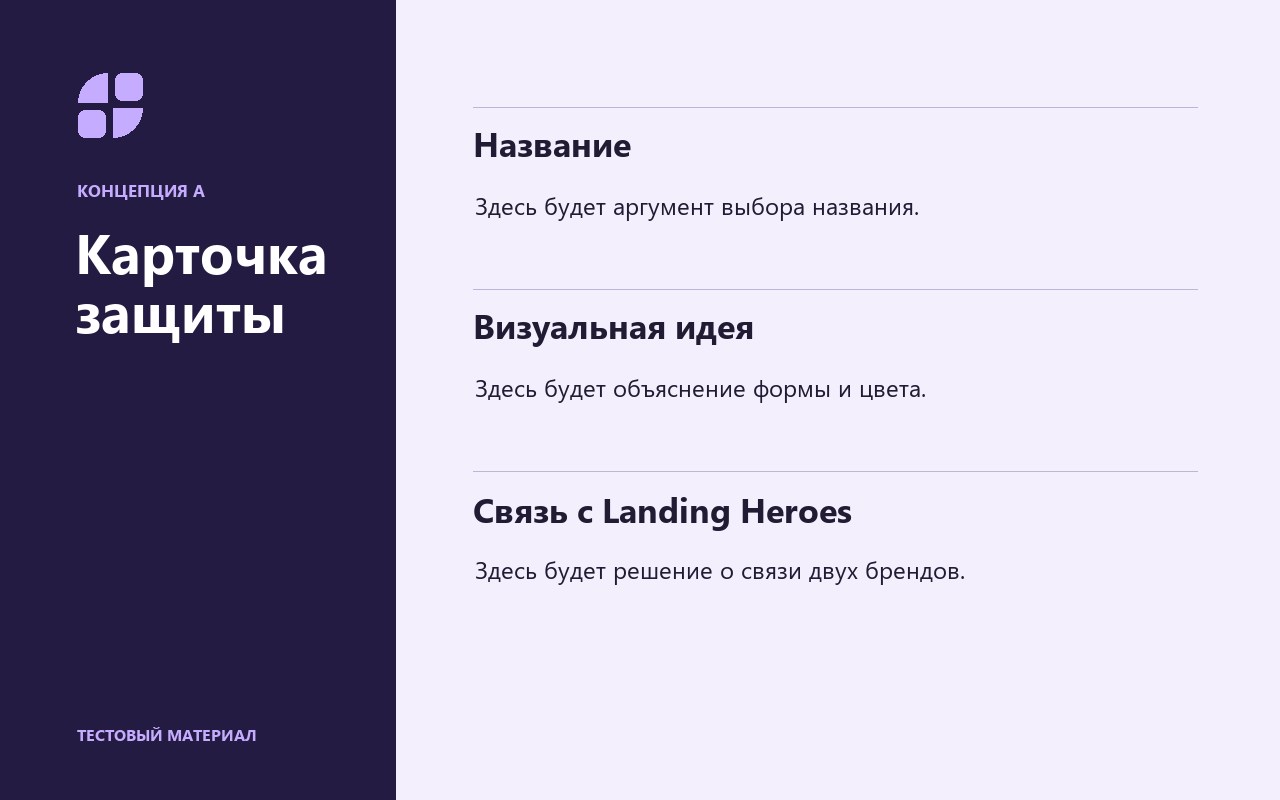 КОНЦЕПЦИЯ А
Карточка
защиты
ТЕСТОВЫЙ МАТЕРИАЛ
Название
Здесь будет аргумент выбора названия.
Визуальная идея
Здесь будет объяснение формы и цвета.
Связь с Landing Heroes
Здесь будет решение о связи двух брендов.